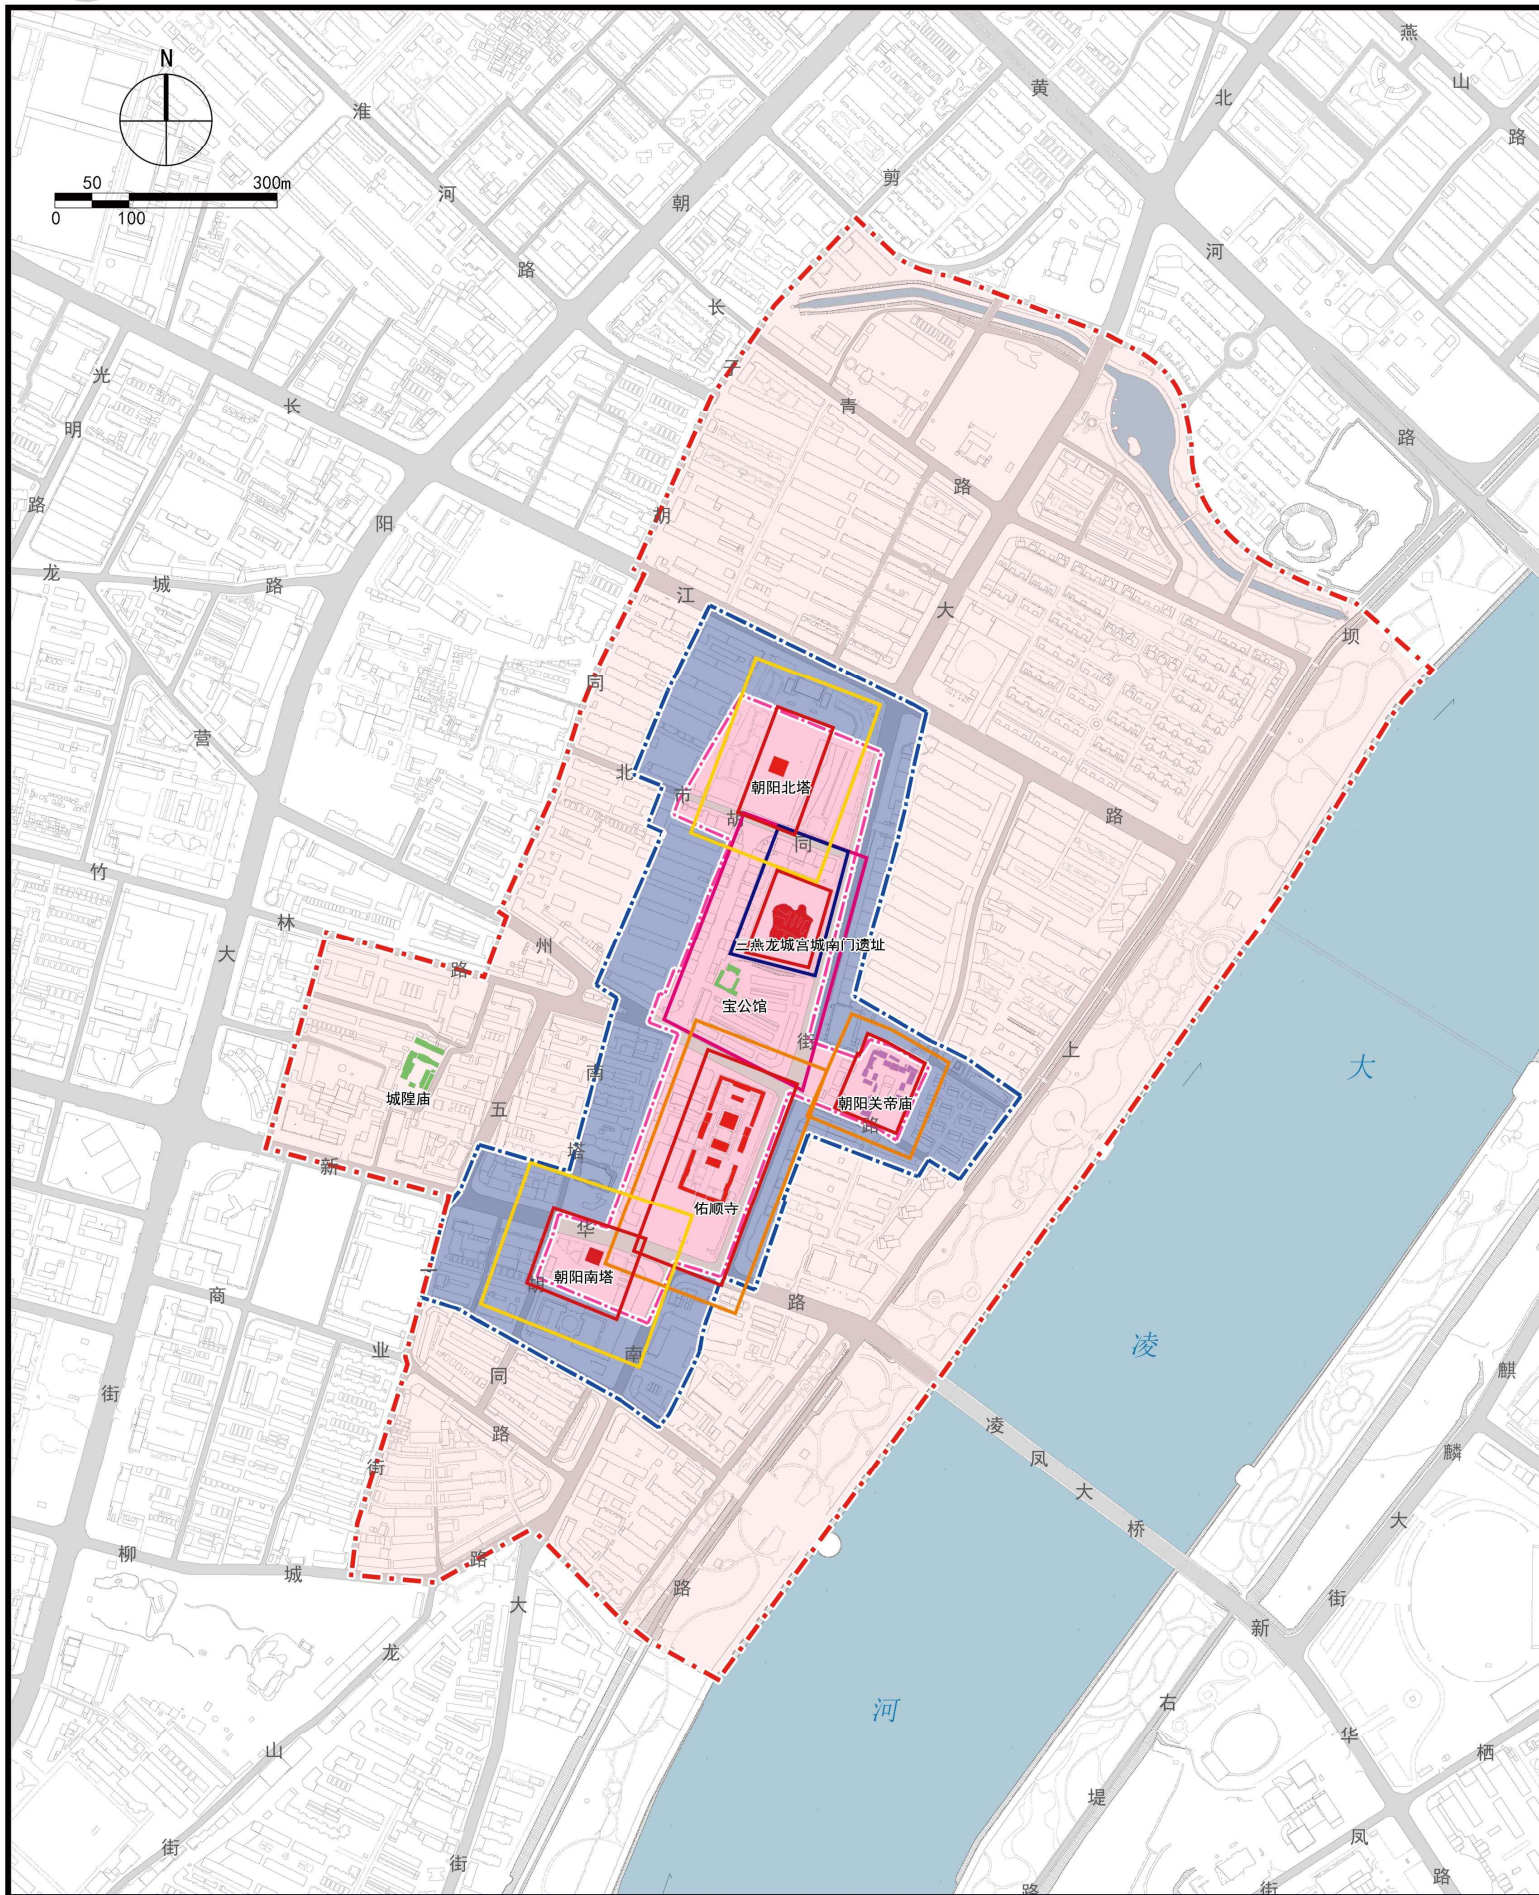 N
50 300m
0 100
燕山路
黄河路
北大街
淮河路
朝阳大街
剪子胡同
长江路
青路
光明路
龙城路
营州路
竹林路
北市胡同
上坝路
朝阳北塔
三燕龙城宫城南门遗址
宝公馆
朝阳关帝庙
城隍庙
佑顺寺
朝阳南塔
南塔胡同
五一街
新华路
商业路
柳城路
南大街
龙山街
大凌河
凌凤大桥
麒麟大街
新华
右堤路
栖凤街
路